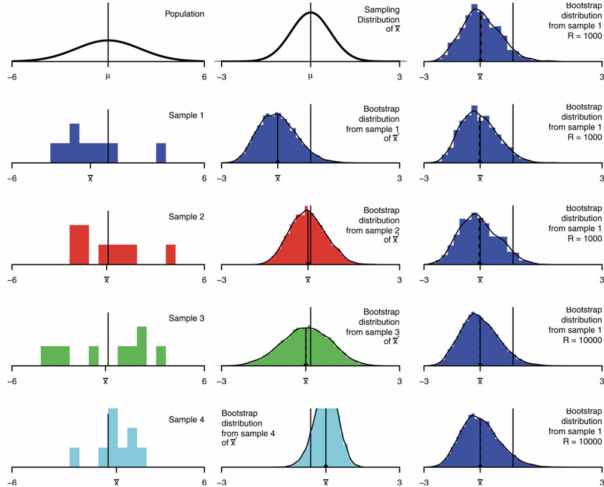 Population
-6
μ
6
Sampling
Distribution
of x̅
-3
μ
3
Bootstrap
distribution
from sample 1
R = 1000
-3
x̅
3
Sample 1
-6
x̅
6
Bootstrap
distribution
from sample 1
of x̅
-3
x̅
3
Bootstrap
distribution
from sample 1
R = 1000
-3
x̅
3
Sample 2
-6
x̅
6
Bootstrap
distribution
from sample 2
of x̅
-3
x̅
3
Bootstrap
distribution
from sample 1
R = 1000
-3
x̅
3
Sample 3
-6
x̅
6
Bootstrap
distribution
from sample 3
of x̅
-3
x̅
3
Bootstrap
distribution
from sample 1
R = 10000
-3
x̅
3
Sample 4
-6
x̅
6
Bootstrap
distribution
from sample 4
of x̅
-3
x̅
3
Bootstrap
distribution
from sample 1
R = 10000
-3
x̅
3